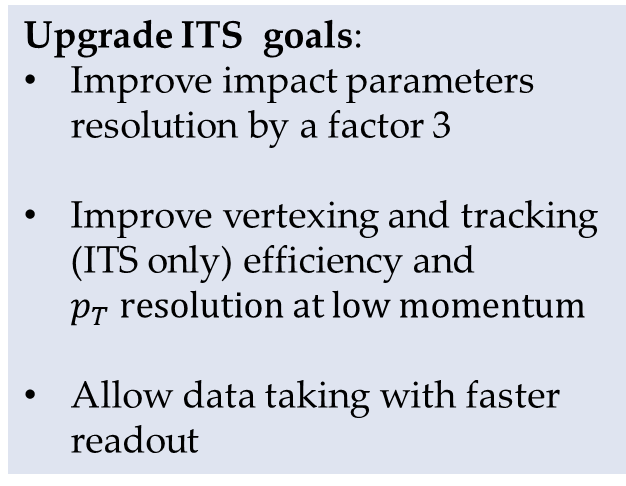 Upgrade ITS goals:
• Improve impact parameters
resolution by a factor 3
• Improve vertexing and tracking
(ITS only) efficiency and
p_T resolution at low momentum
• Allow data taking with faster
readout